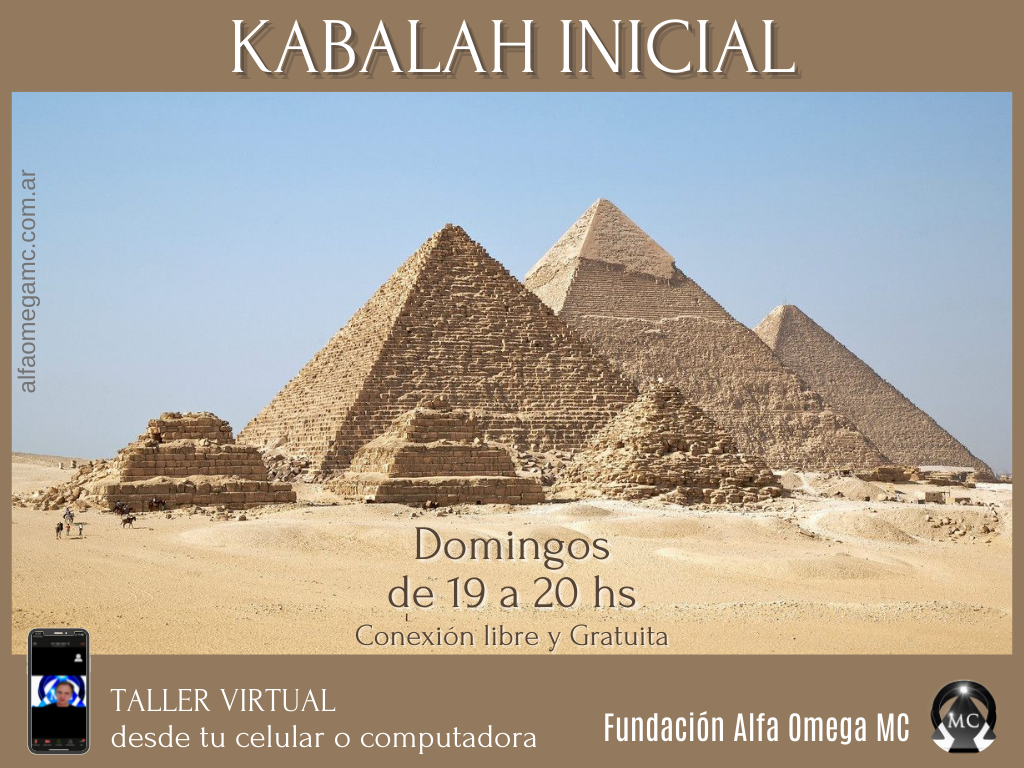 KABALAH INICIAL
alfaomegamc.com.ar
Domingos
de 19 a 20 hs
Conexión libre y Gratuita
TALLER VIRTUAL
desde tu celular o computadora
Fundación Alfa Omega MC
MC